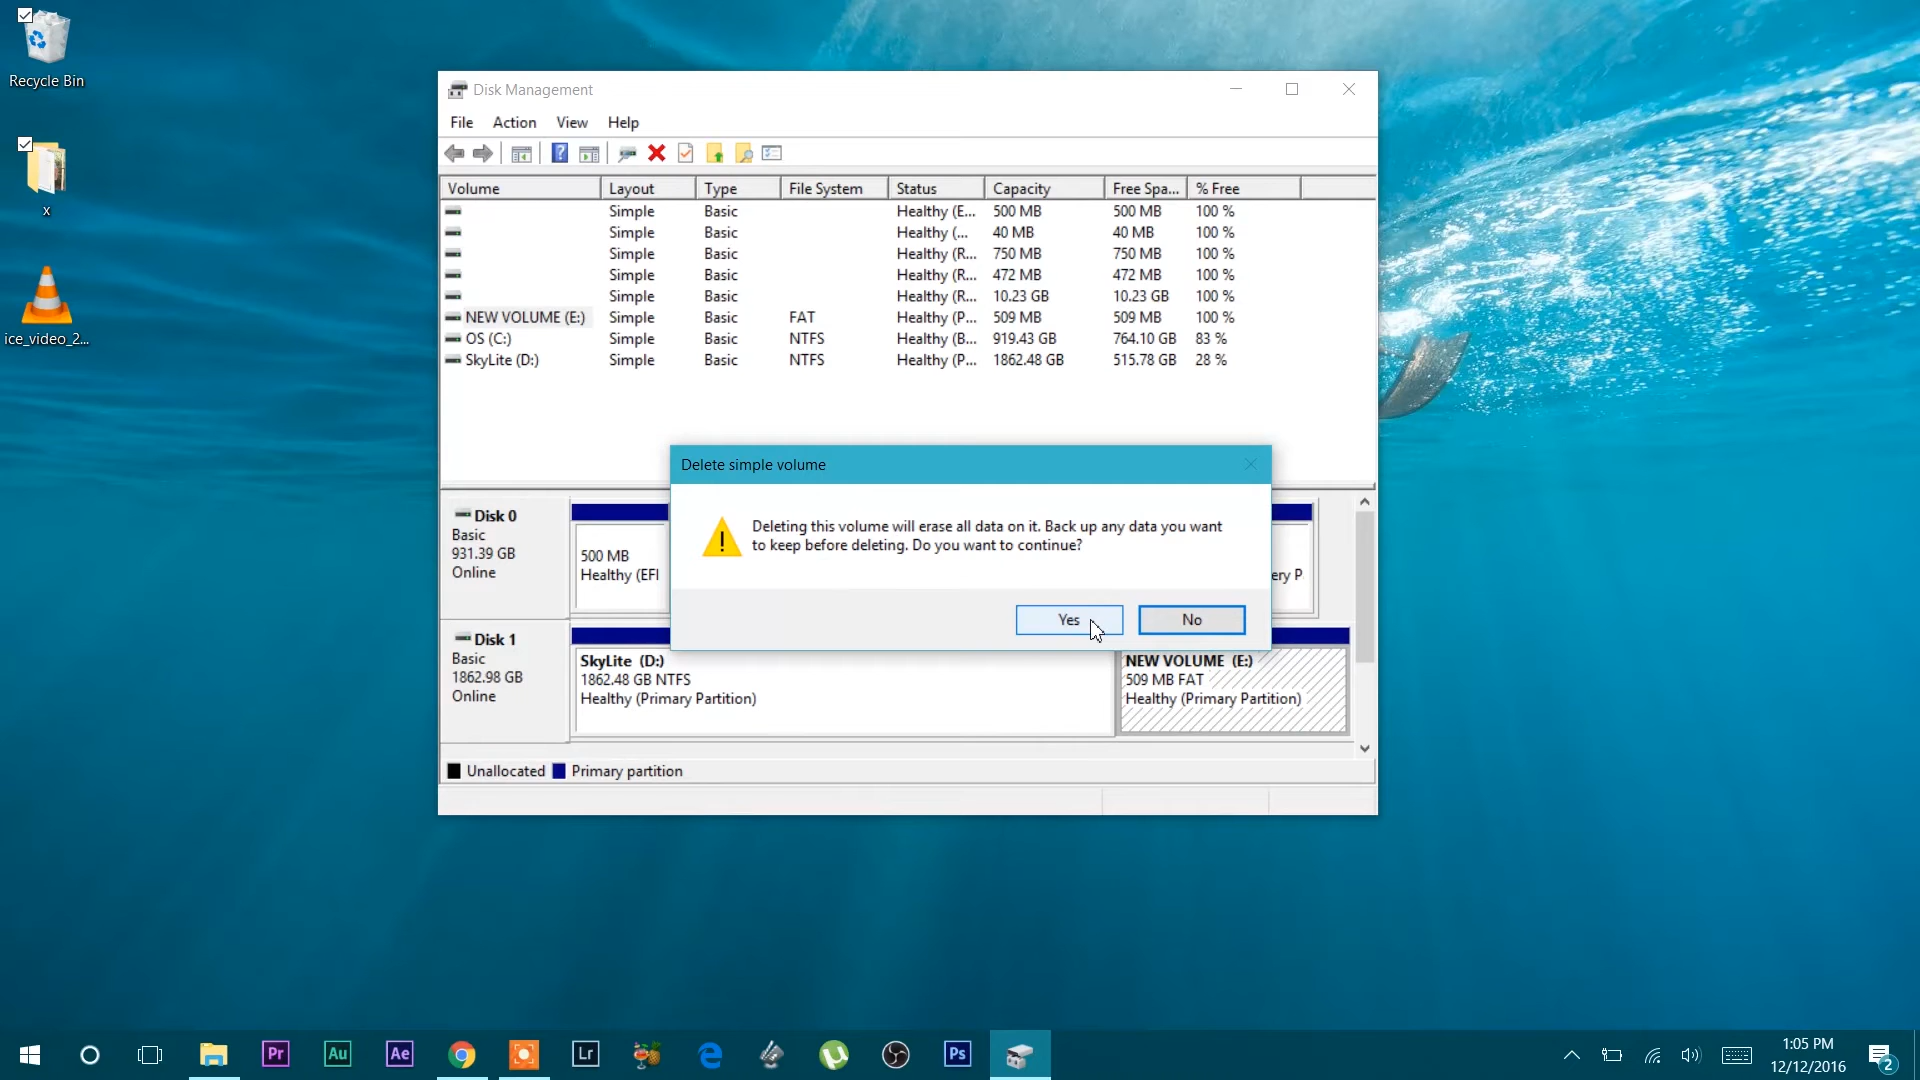 Recycle Bin
x
ice_video_2...
Disk Management
File Action View Help
Volume Layout Type File System Status Capacity Free Spa... % Free
Simple Basic Healthy (E... 500 MB 500 MB 100 %
Simple Basic Healthy (... 40 MB 40 MB 100 %
Simple Basic Healthy (R... 750 MB 750 MB 100 %
Simple Basic Healthy (R... 472 MB 472 MB 100 %
Simple Basic Healthy (R... 10.23 GB 10.23 GB 100 %
NEW VOLUME (E:) Simple Basic FAT Healthy (P... 509 MB 509 MB 100 %
OS (C:) Simple Basic NTFS Healthy (B... 919.43 GB 764.10 GB 83 %
SkyLite (D:) Simple Basic NTFS Healthy (P... 1862.48 GB 515.78 GB 28 %
Delete simple volume
Deleting this volume will erase all data on it. Back up any data you want
to keep before deleting. Do you want to continue?
Yes No
Disk 0
Basic
931.39 GB
Online
500 MB
Healthy (EFI
ery P
Disk 1
Basic
1862.98 GB
Online
SkyLite (D:)
1862.48 GB NTFS
Healthy (Primary Partition)
NEW VOLUME (E:)
509 MB FAT
Healthy (Primary Partition)
Unallocated Primary partition
Pr Au Ae Lr Ps
1:05 PM
12/12/2016
2